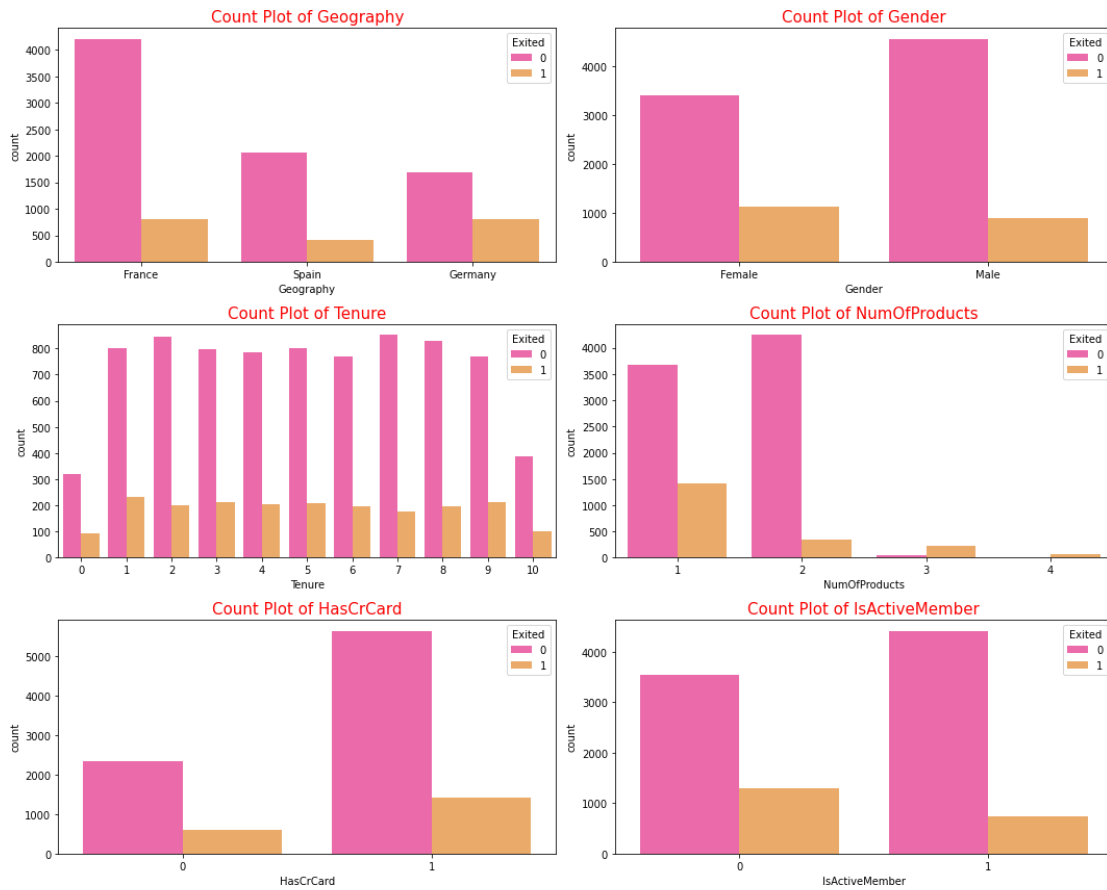 Count Plot of Geography
Exited
0
1
4000
3500
3000
2500
2000
1500
1000
500
0
count
France Spain Germany
Geography
Count Plot of Gender
Exited
0
1
4000
3000
2000
1000
0
count
Female Male
Gender
Count Plot of Tenure
Exited
0
1
800
700
600
500
400
300
200
100
0
count
0 1 2 3 4 5 6 7 8 9 10
Tenure
Count Plot of NumOfProducts
Exited
0
1
4000
3500
3000
2500
2000
1500
1000
500
0
count
1 2 3 4
NumOfProducts
Count Plot of HasCrCard
Exited
0
1
5000
4000
3000
2000
1000
0
count
0 1
HasCrCard
Count Plot of IsActiveMember
Exited
0
1
4000
3000
2000
1000
0
count
0 1
IsActiveMember